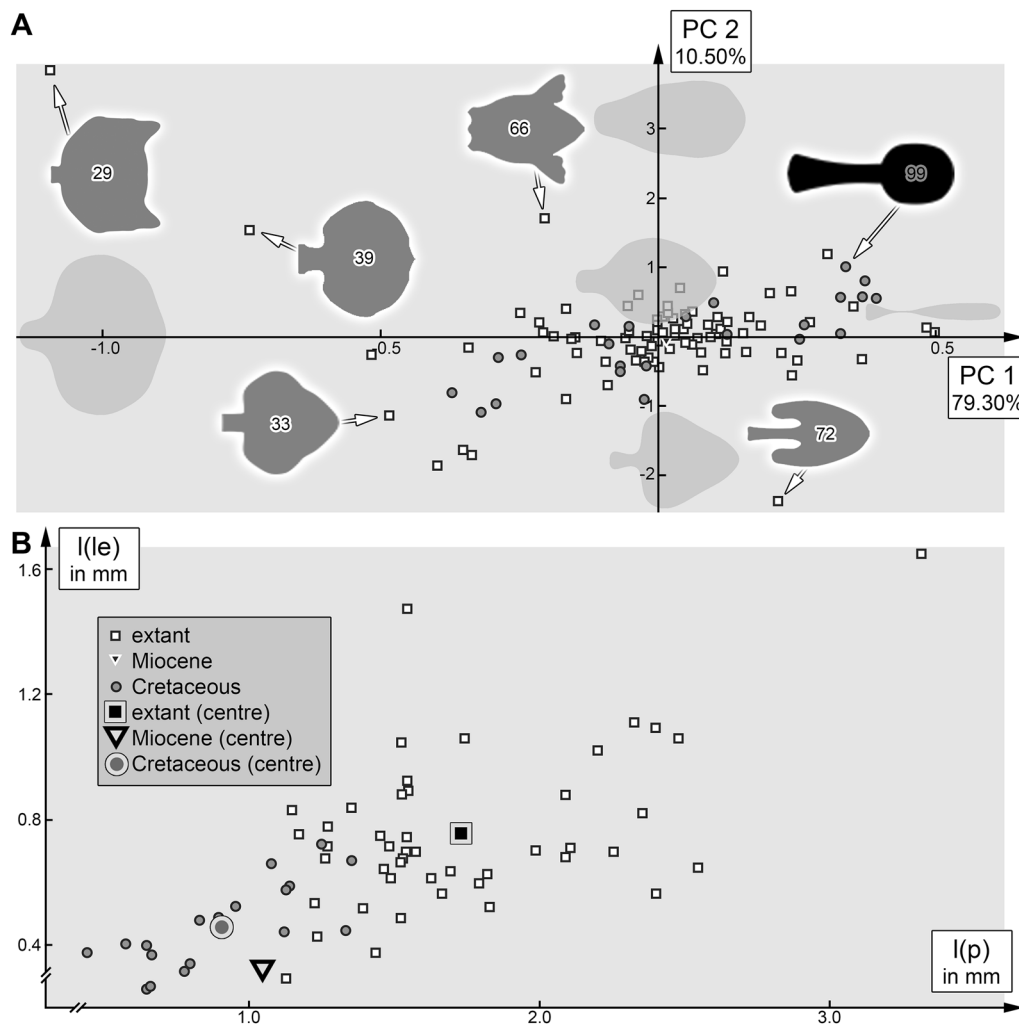 A
PC 2
10.50%
3
2
1
-1
-2
29
39
66
99
33
72
-1.0
-0.5
0.5
PC 1
79.30%
B
l(le)
in mm
1.6
1.2
0.8
0.4
extant
Miocene
Cretaceous
extant (centre)
Miocene (centre)
Cretaceous (centre)
l(p)
in mm
1.0
2.0
3.0